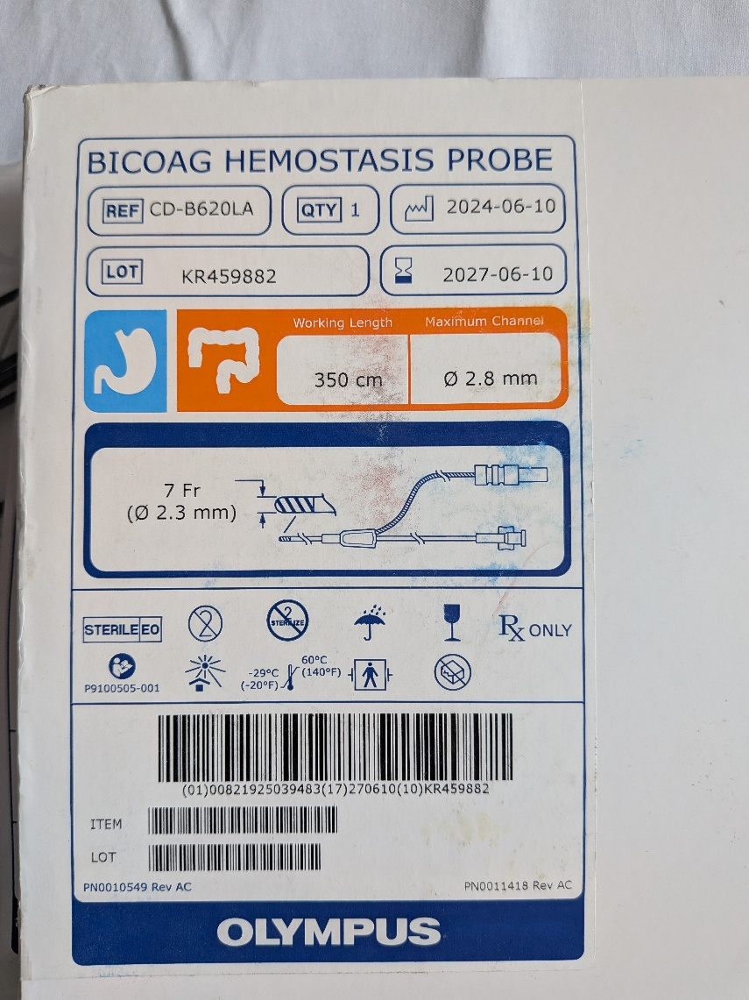 BICOAG HEMOSTASIS PROBE
REF CD-B620LA QTY 1 2024-06-10
LOT KR459882 2027-06-10
Working Length Maximum Channel
350 cm Ø 2.8 mm
7 Fr
(Ø 2.3 mm)
STERILE EO 2 2 STERILIZE Rx ONLY
P9100505-001 -29°C (-20°F) 60°C (140°F)
(01)00821925039483(17)270610(10)KR459882
ITEM
LOT
PN0010549 Rev AC PN0011418 Rev AC
OLYMPUS